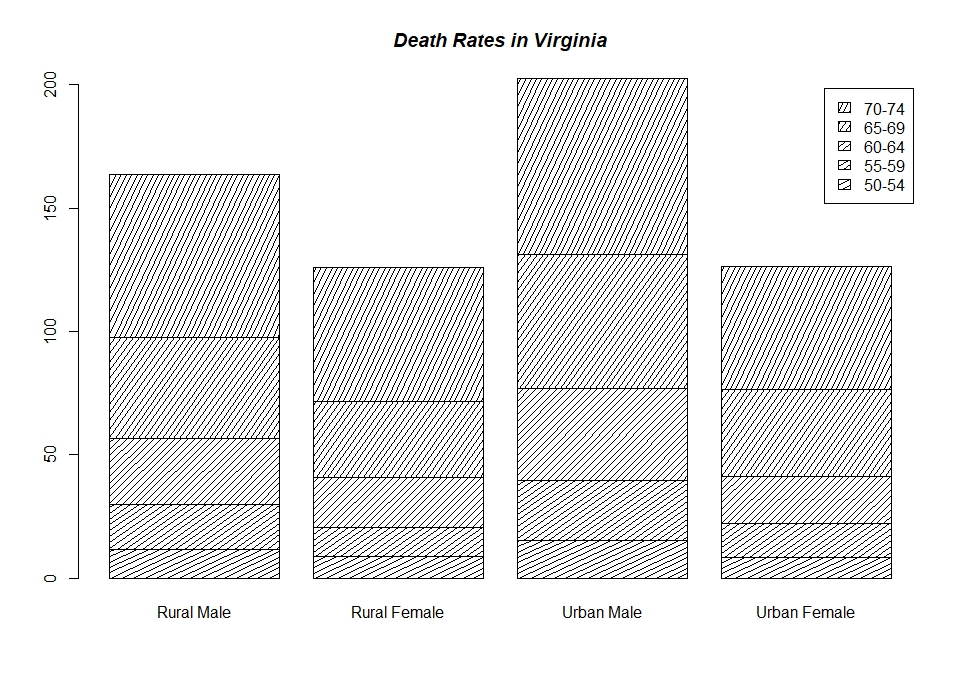 Death Rates in Virginia
200
150
100
50
0
70-74
65-69
60-64
55-59
50-54
Rural Male
Rural Female
Urban Male
Urban Female